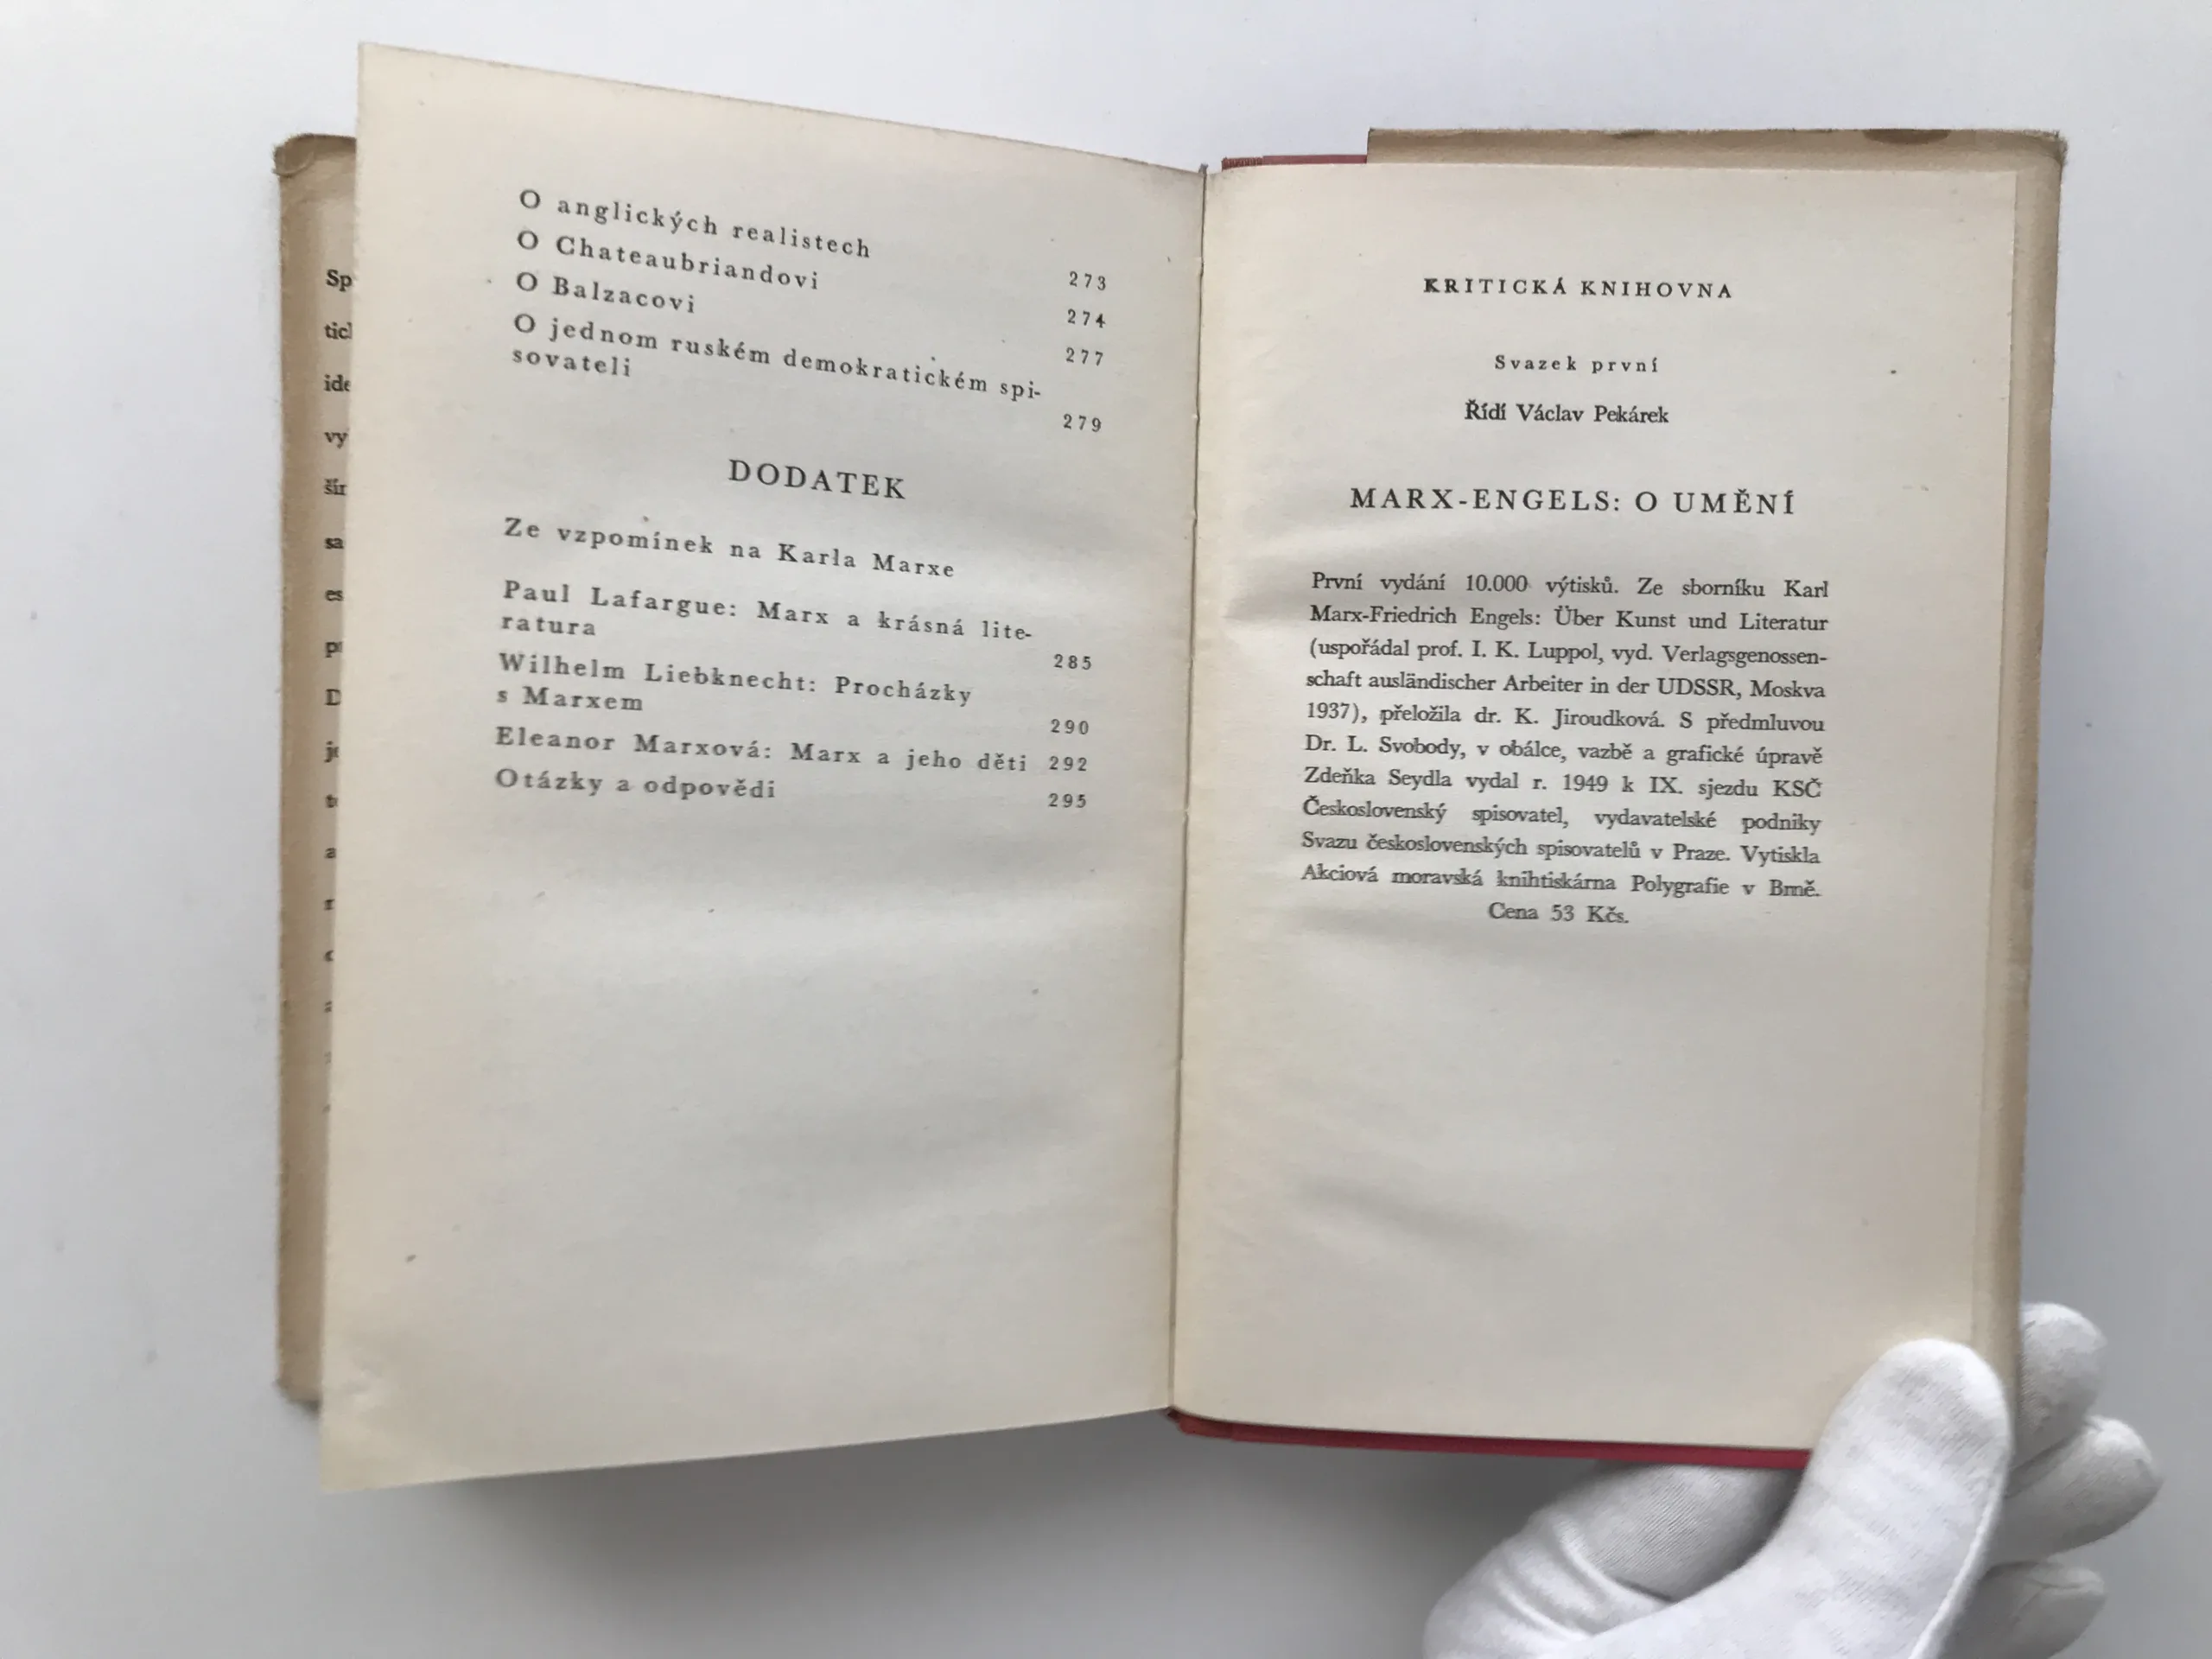 O anglických realistech 273
O Chateaubriandovi 274
O Balzacovi 277
O jednom ruském demokratickém spi-
sovateli 279
DODATEK
Ze vzpomínek na Karla Marxe
Paul Lafargue: Marx a krásná lite-
ratura 285
Wilhelm Liebknecht: Procházky
s Marxem 290
Eleanor Marxová: Marx a jeho děti 292
Otázky a odpovědi 295
KRITICKÁ KNIHOVNA
Svazek první
Řídí Václav Pekárek
MARX-ENGELS: O UMĚNÍ
První vydání 10.000 výtisků. Ze sborníku Karl
Marx-Friedrich Engels: Über Kunst und Literatur
(uspořádal prof. I. K. Luppol, vyd. Verlagsgenossen-
schaft ausländischer Arbeiter in der UDSSR, Moskva
1937), přeložila dr. K. Jiroudková. S předmluvou
Dr. L. Svobody, v obálce, vazbě a grafické úpravě
Zdeňka Seydla vydal r. 1949 k IX. sjezdu KSČ
Československý spisovatel, vydavatelské podniky
Svazu československých spisovatelů v Praze. Vytiskla
Akciová moravská knihtiskárna Polygrafie v Brně.
Cena 53 Kčs.